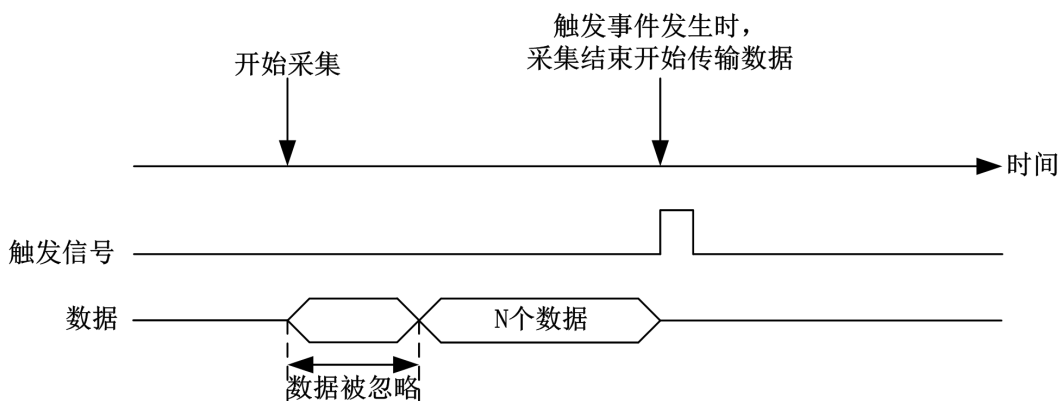 触发事件发生时，
开始采集
采集结束开始传输数据
时间
触发信号
数据
N个数据
数据被忽略